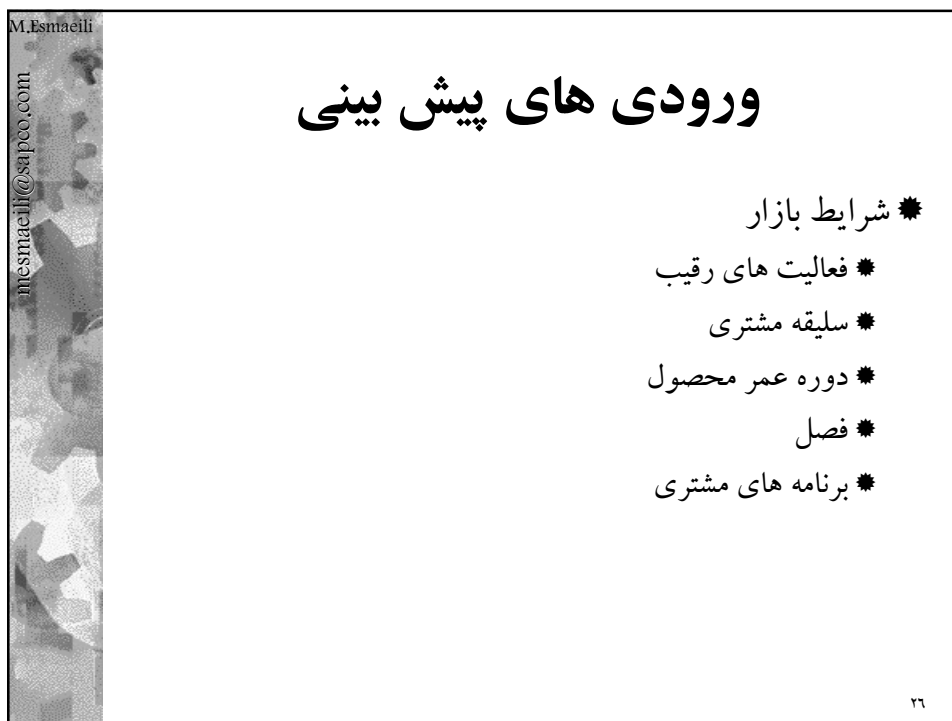 M.Esmaeili
mesmaeili@sapco.com
ورودی های پیش بینی
شرایط بازار
فعالیت های رقیب
سلیقه مشتری
دوره عمر محصول
فصل
برنامه های مشتری
٢٦